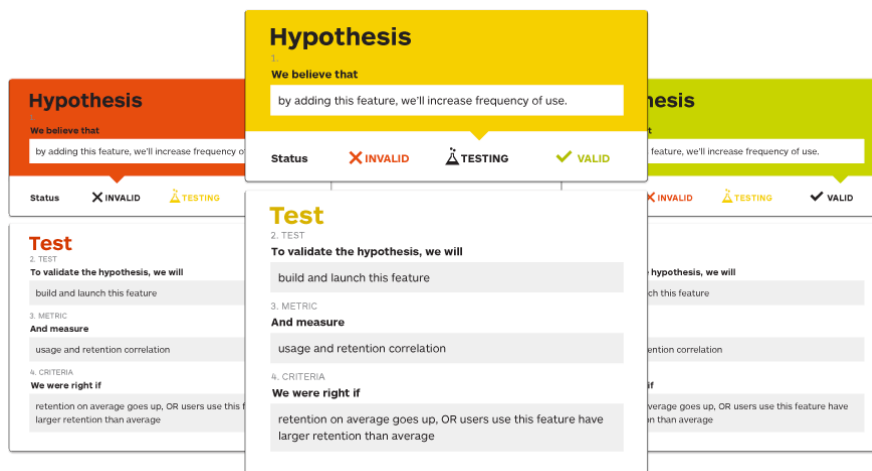 Hypothesis
1.
We believe that
by adding this feature, we'll increase frequency of use.
Status
INVALID
TESTING
VALID
Test
2. TEST
To validate the hypothesis, we will
build and launch this feature
3. METRIC
And measure
usage and retention correlation
4. CRITERIA
We were right if
retention on average goes up, OR users use this feature have
larger retention than average
Hypothesis
We believe that
by adding this feature, we'll increase frequency o
Status
INVALID
TESTING
Test
2. TEST
To validate the hypothesis, we will
build and launch this feature
3. METRIC
And measure
usage and retention correlation
4. CRITERIA
We were right if
retention on average goes up, OR users use this f
larger retention than average
hesis
t
feature, we'll increase frequency of use.
INVALID
TESTING
VALID
hypothesis, we will
ch this feature
ention correlation
if
verage goes up, OR users use this feature have
n than average